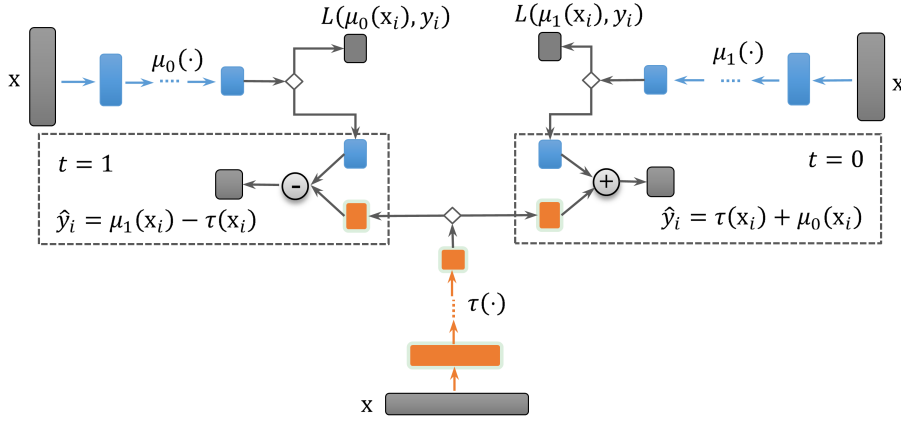 L(μ₀(xᵢ), yᵢ)
L(μ₁(xᵢ), yᵢ)
x
μ₀(·)
μ₁(·)
x
t = 1
t = 0
-
+
ŷᵢ = μ₁(xᵢ) − τ(xᵢ)
ŷᵢ = τ(xᵢ) + μ₀(xᵢ)
τ(·)
x